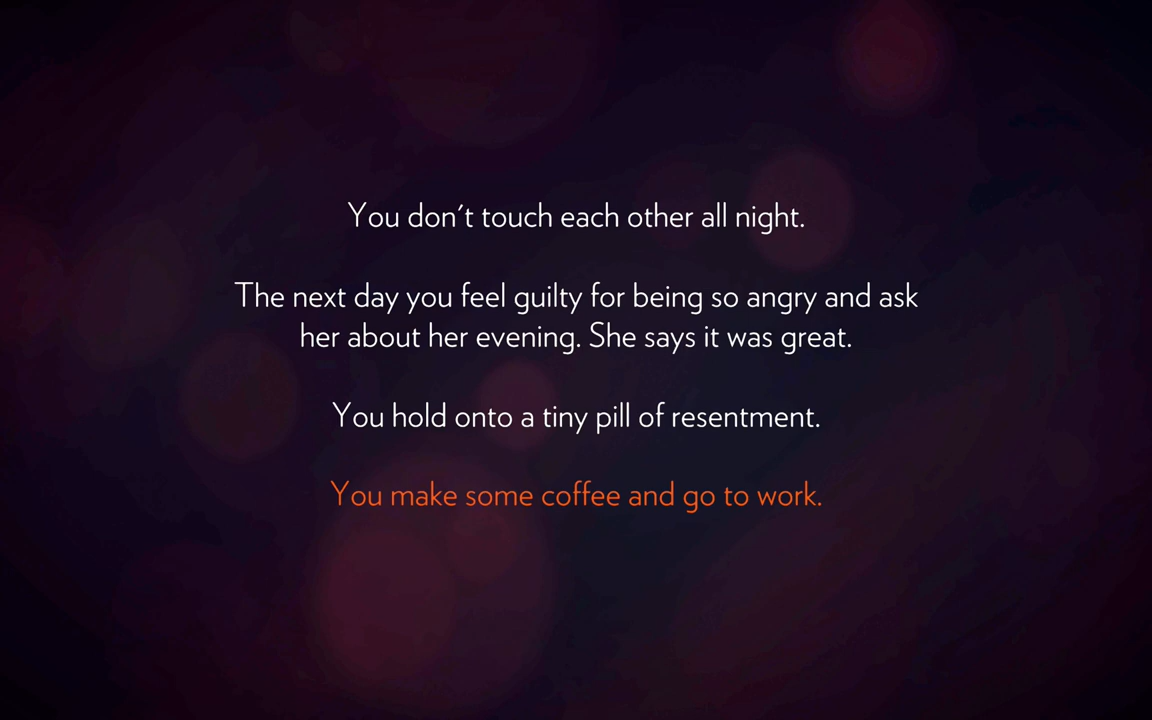 You don't touch each other all night.
The next day you feel guilty for being so angry and ask
her about her evening. She says it was great.
You hold onto a tiny pill of resentment.
You make some coffee and go to work.